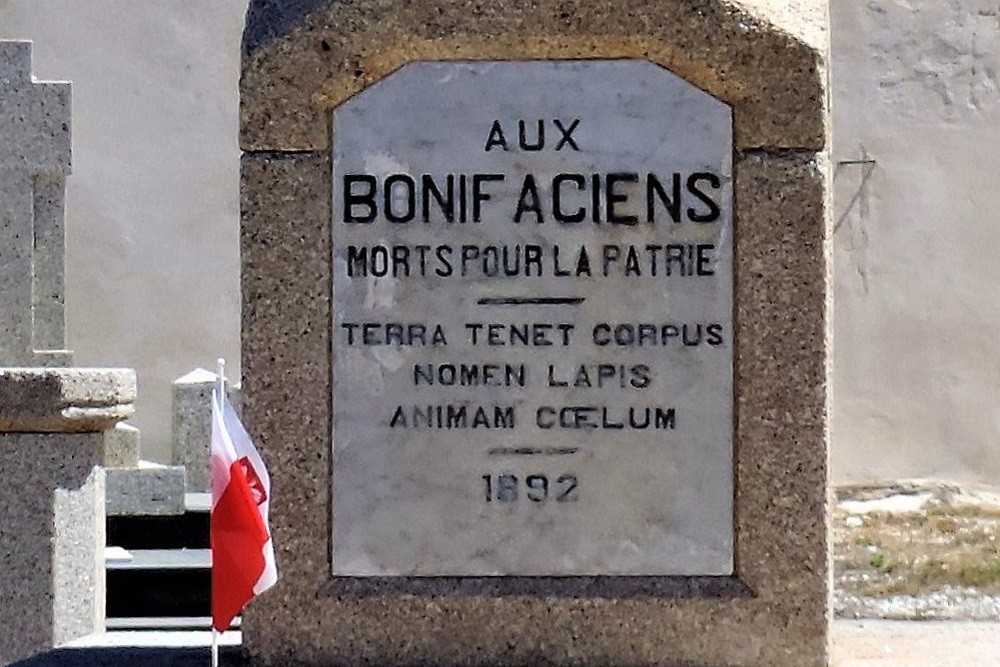 AUX
BONIFACIENS
MORTS POUR LA PATRIE
TERRA TENET CORPUS
NOMEN LAPIS
ANIMAM CŒLUM
1892